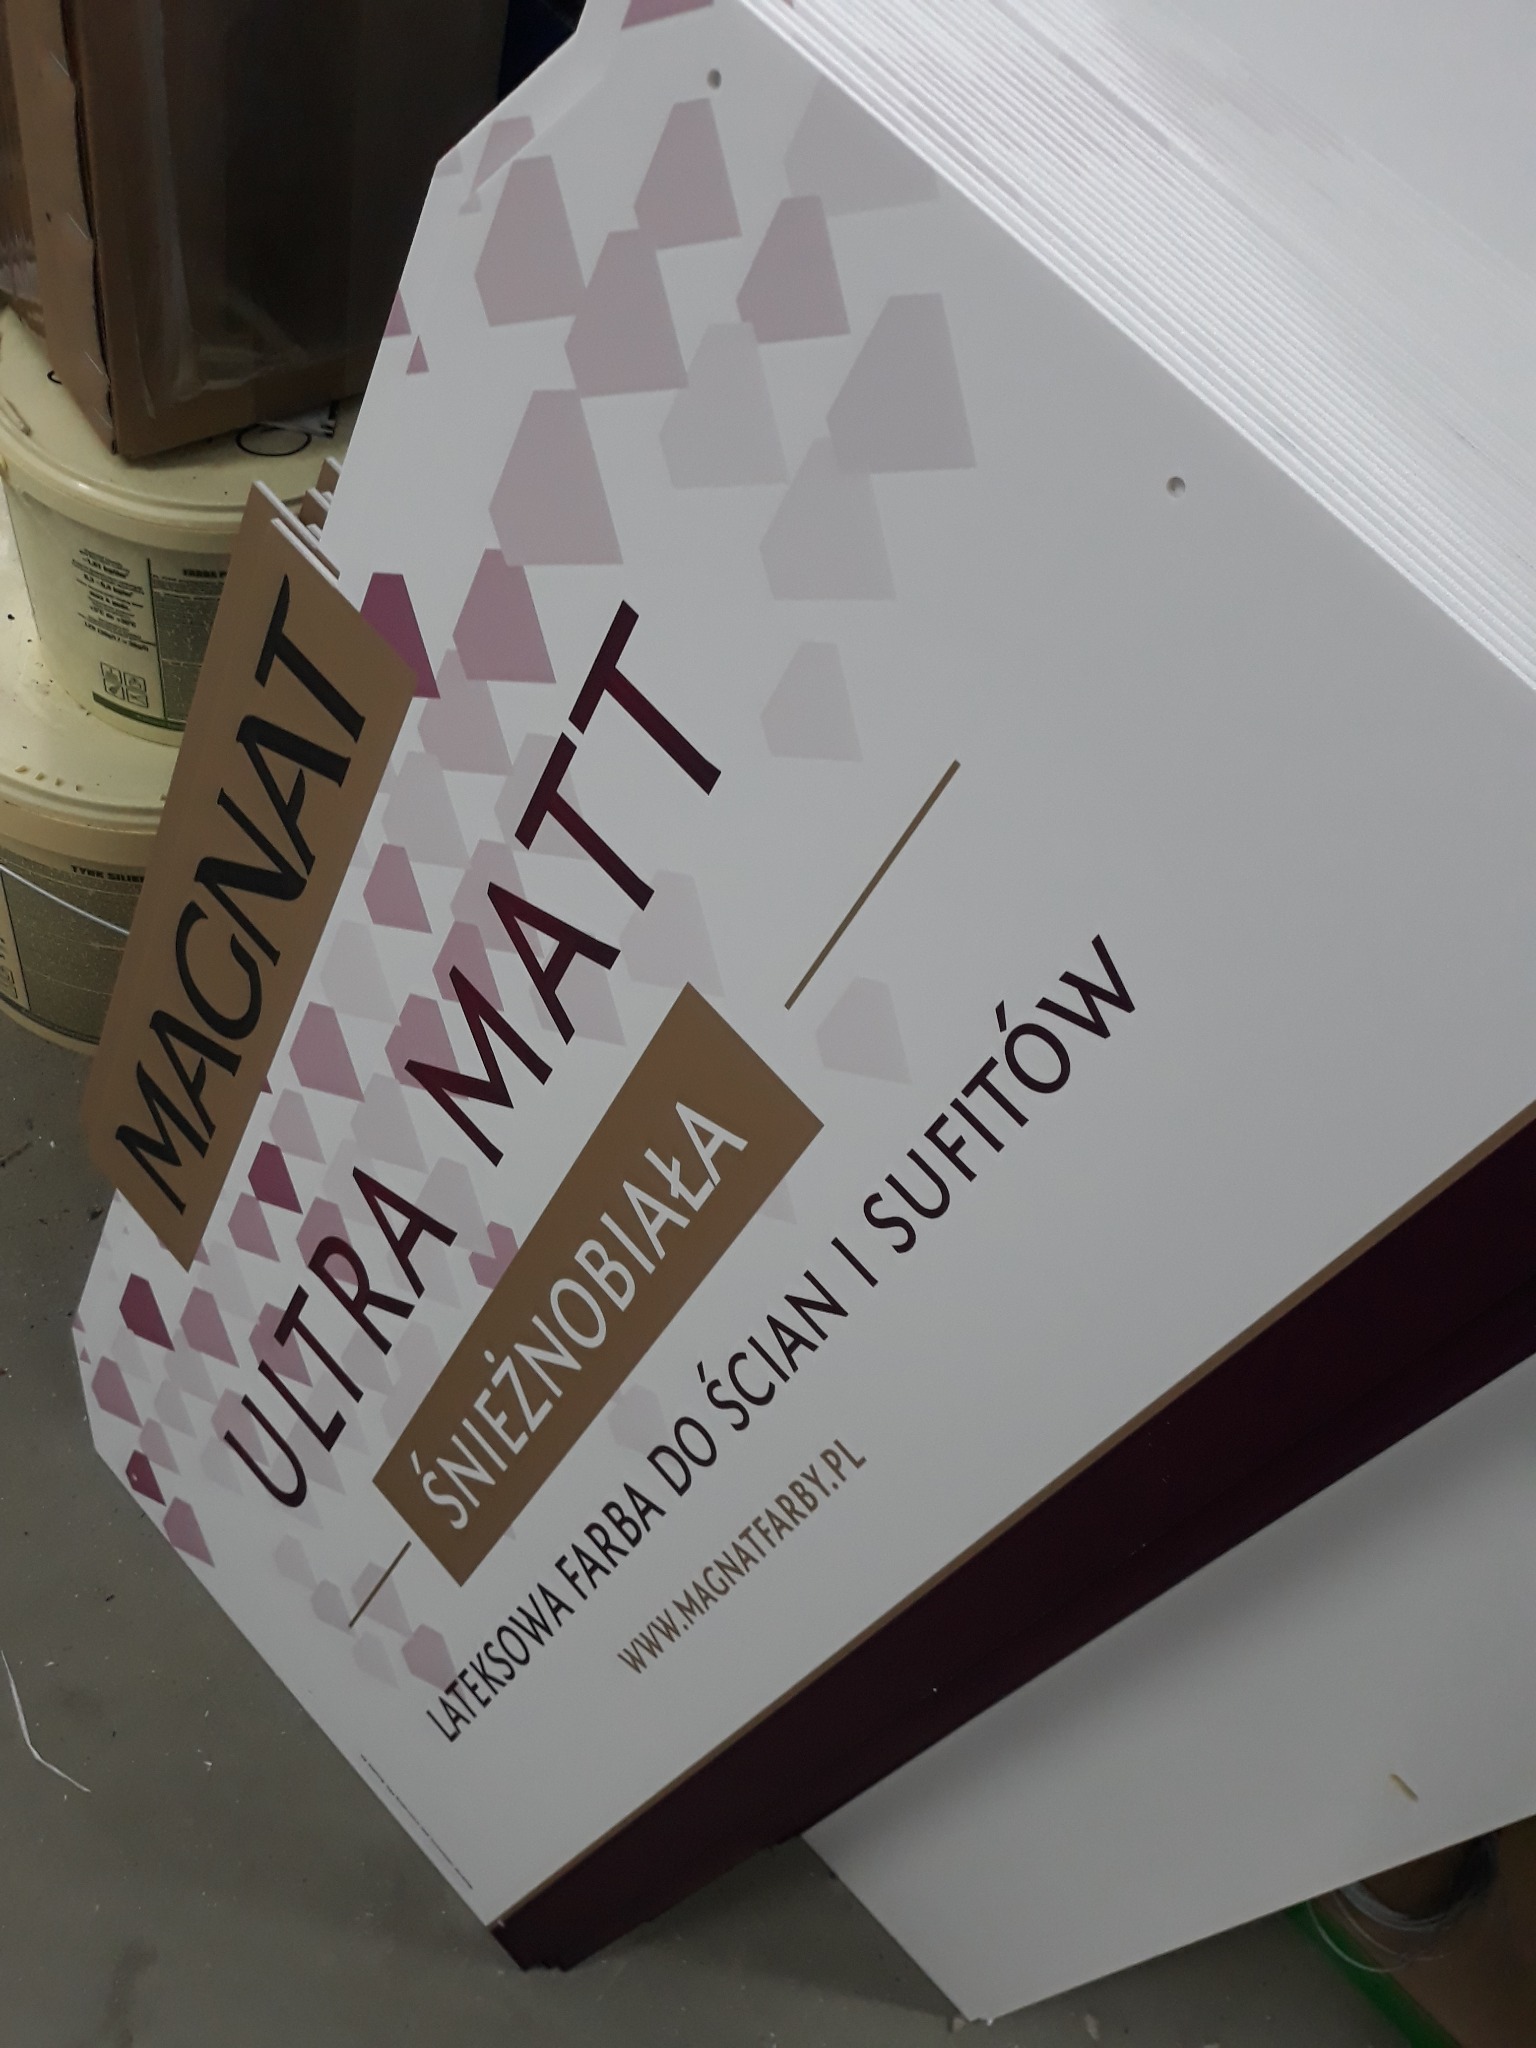 MAGNAT
ULTRA MATT
ŚNIEŻNOBIAŁA
LATEKSOWA FARBA DO ŚCIAN I SUFITÓW
WWW.MAGNATFARBY.PL